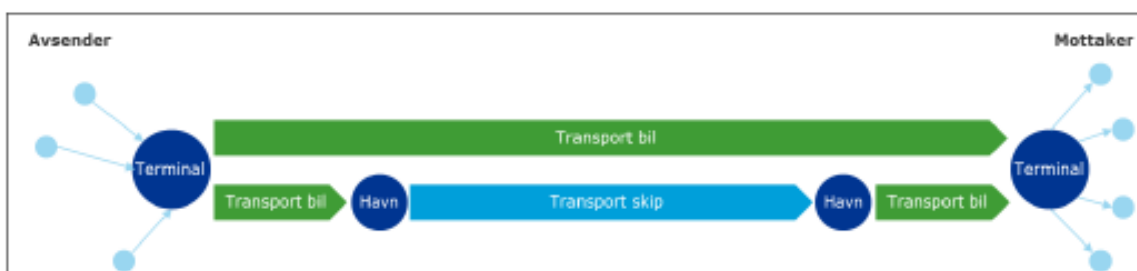 Avsender
Mottaker
Transport bil
Terminal
Terminal
Transport bil
Havn
Transport skip
Havn
Transport bil